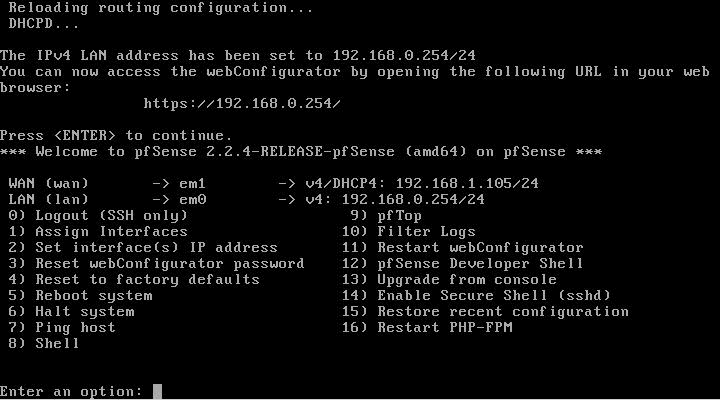 Reloading routing configuration...
DHCPD...
The IPv4 LAN address has been set to 192.168.0.254/24
You can now access the webConfigurator by opening the following URL in your web
browser:
https://192.168.0.254/
Press <ENTER> to continue.
*** Welcome to pfSense 2.2.4-RELEASE-pfSense (amd64) on pfSense ***
WAN (wan)       -> em1        -> v4/DHCP4: 192.168.1.105/24
LAN (lan)       -> em0        -> v4: 192.168.0.254/24
0) Logout (SSH only)                  9) pfTop
1) Assign Interfaces                 10) Filter Logs
2) Set interface(s) IP address       11) Restart webConfigurator
3) Reset webConfigurator password    12) pfSense Developer Shell
4) Reset to factory defaults         13) Upgrade from console
5) Reboot system                     14) Enable Secure Shell (sshd)
6) Halt system                       15) Restore recent configuration
7) Ping host                         16) Restart PHP-FPM
8) Shell
Enter an option: